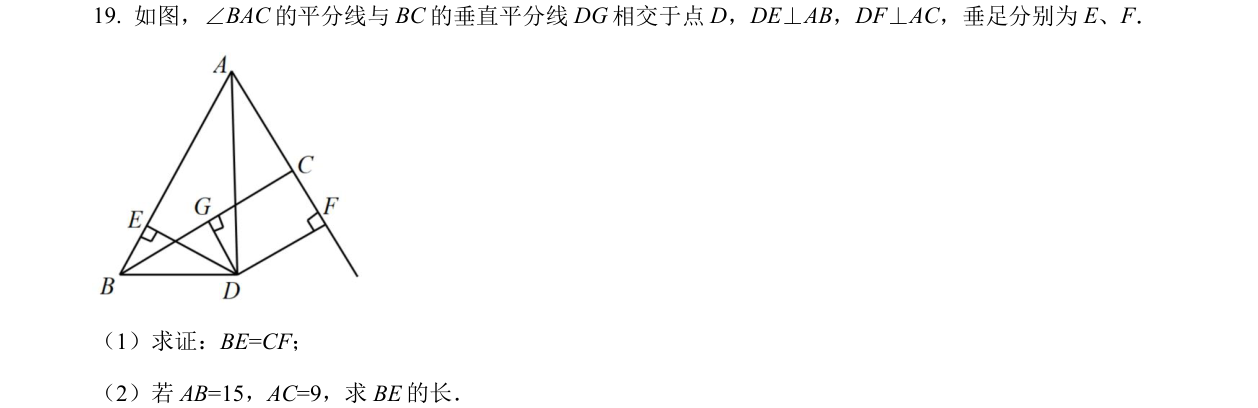 19. 如图，∠BAC的平分线与BC的垂直平分线DG相交于点D，DE⊥AB，DF⊥AC，垂足分别为E、F．
A
C
G
F
E
B
D
（1）求证：BE=CF；
（2）若AB=15，AC=9，求BE的长．